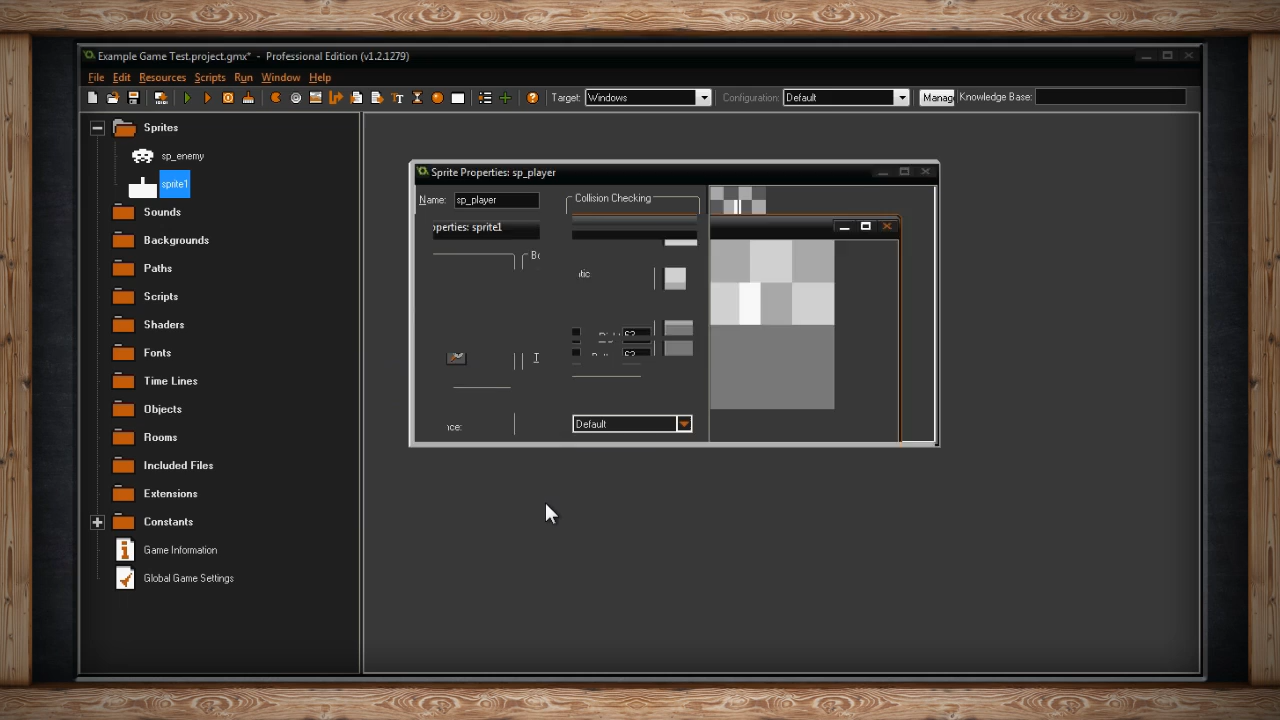 Example Game Test.project.gmx* - Professional Edition (v1.2.1279)
File Edit Resources Scripts Run Window Help
Target: Windows Configuration: Default Manag Knowledge Base:
Sprites
sp_enemy
sprite1
Sounds
Backgrounds
Paths
Scripts
Shaders
Fonts
Time Lines
Objects
Rooms
Included Files
Extensions
Constants
Game Information
Global Game Settings
Sprite Properties: sp_player
Name: sp_player Collision Checking
operties: sprite1
Default